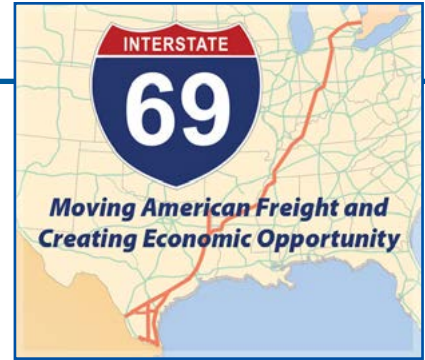 INTERSTATE
69
Moving American Freight and
Creating Economic Opportunity